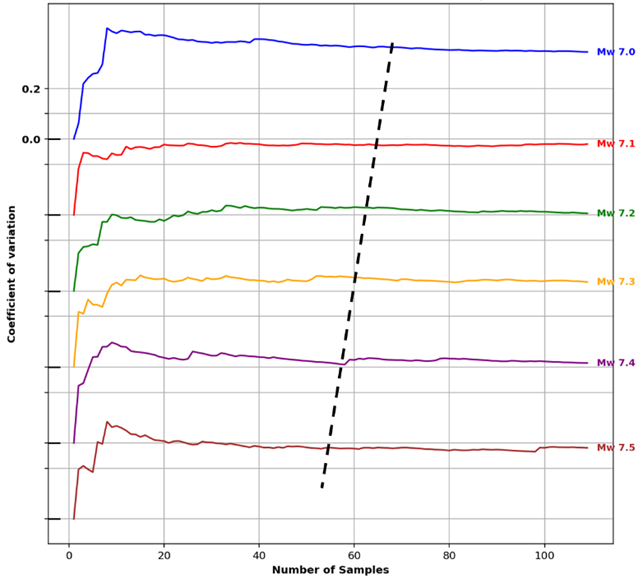 Mw 7.0
0.2
0.0
Mw 7.1
Mw 7.2
Mw 7.3
Mw 7.4
Mw 7.5
Coefficient of variation
0 20 40 60 80 100
Number of Samples